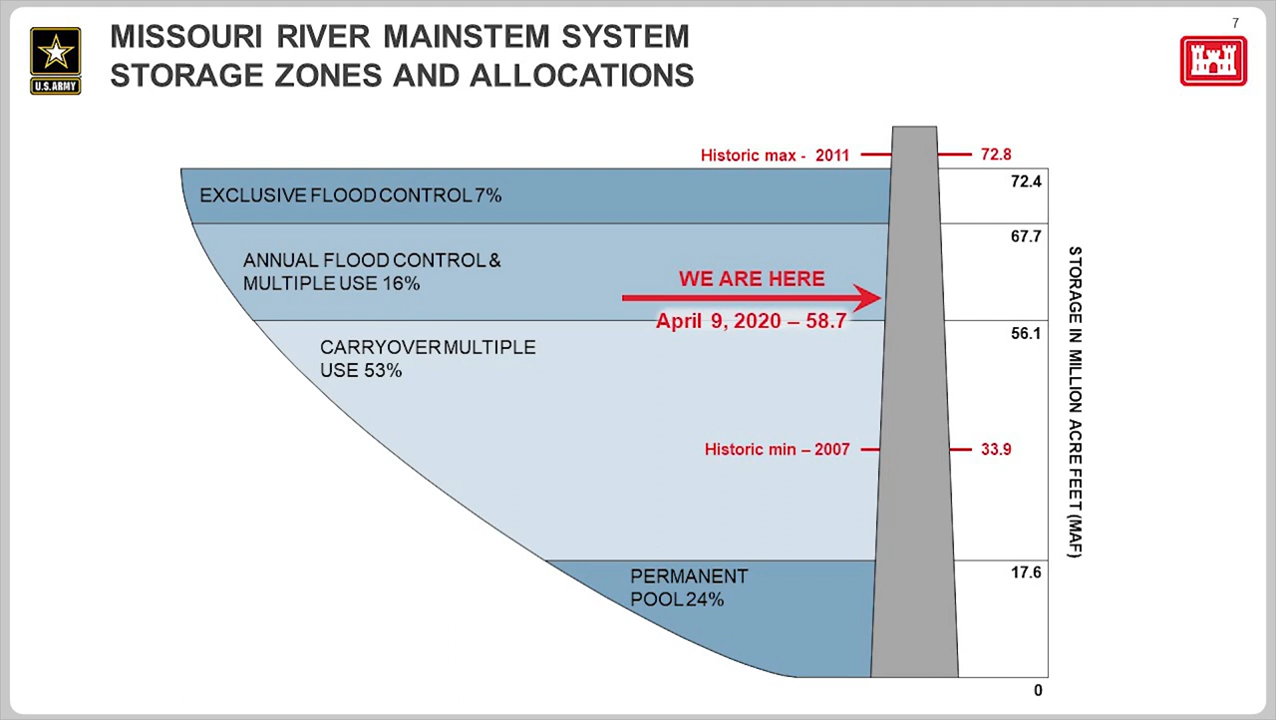 7
U.S.ARMY
MISSOURI RIVER MAINSTEM SYSTEM
STORAGE ZONES AND ALLOCATIONS
Historic max - 2011
72.8
72.4
EXCLUSIVE FLOOD CONTROL 7%
67.7
ANNUAL FLOOD CONTROL &
MULTIPLE USE 16%
WE ARE HERE
April 9, 2020 – 58.7
56.1
CARRYOVER MULTIPLE
USE 53%
Historic min – 2007
33.9
17.6
PERMANENT
POOL 24%
0
STORAGE IN MILLION ACRE FEET (MAF)